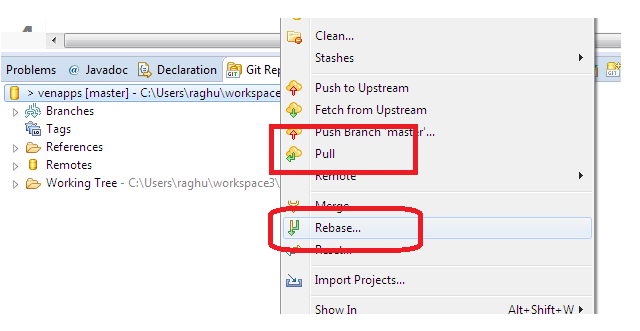 Clean...
Stashes
Problems @ Javadoc Declaration Git Rep
> venapps [master] - C:\Users\raghu\workspace
Push to Upstream
Branches
Fetch from Upstream
Tags
Push Branch 'master'...
References
Pull
Remotes
Remote
Working Tree - C:\Users\raghu\workspace3\
Merge
Rebase...
Reset...
Import Projects...
Show In Alt+Shift+W